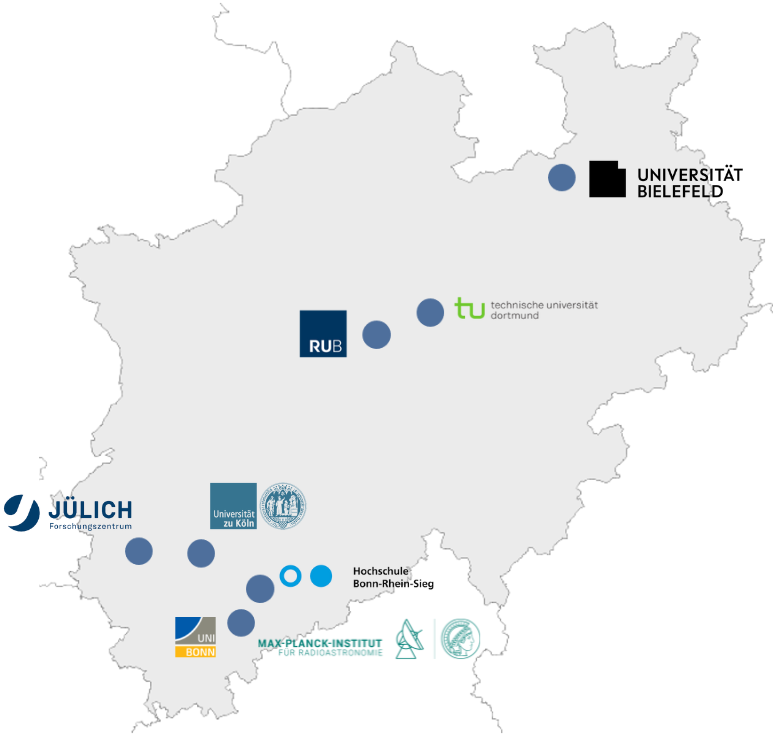 UNIVERSITÄT
BIELEFELD
tu technische universität
dortmund
RUB
JÜLICH
Forschungszentrum
Universität
zu Köln
Hochschule
Bonn-Rhein-Sieg
UNI
BONN
MAX-PLANCK-INSTITUT
FÜR RADIOASTRONOMIE